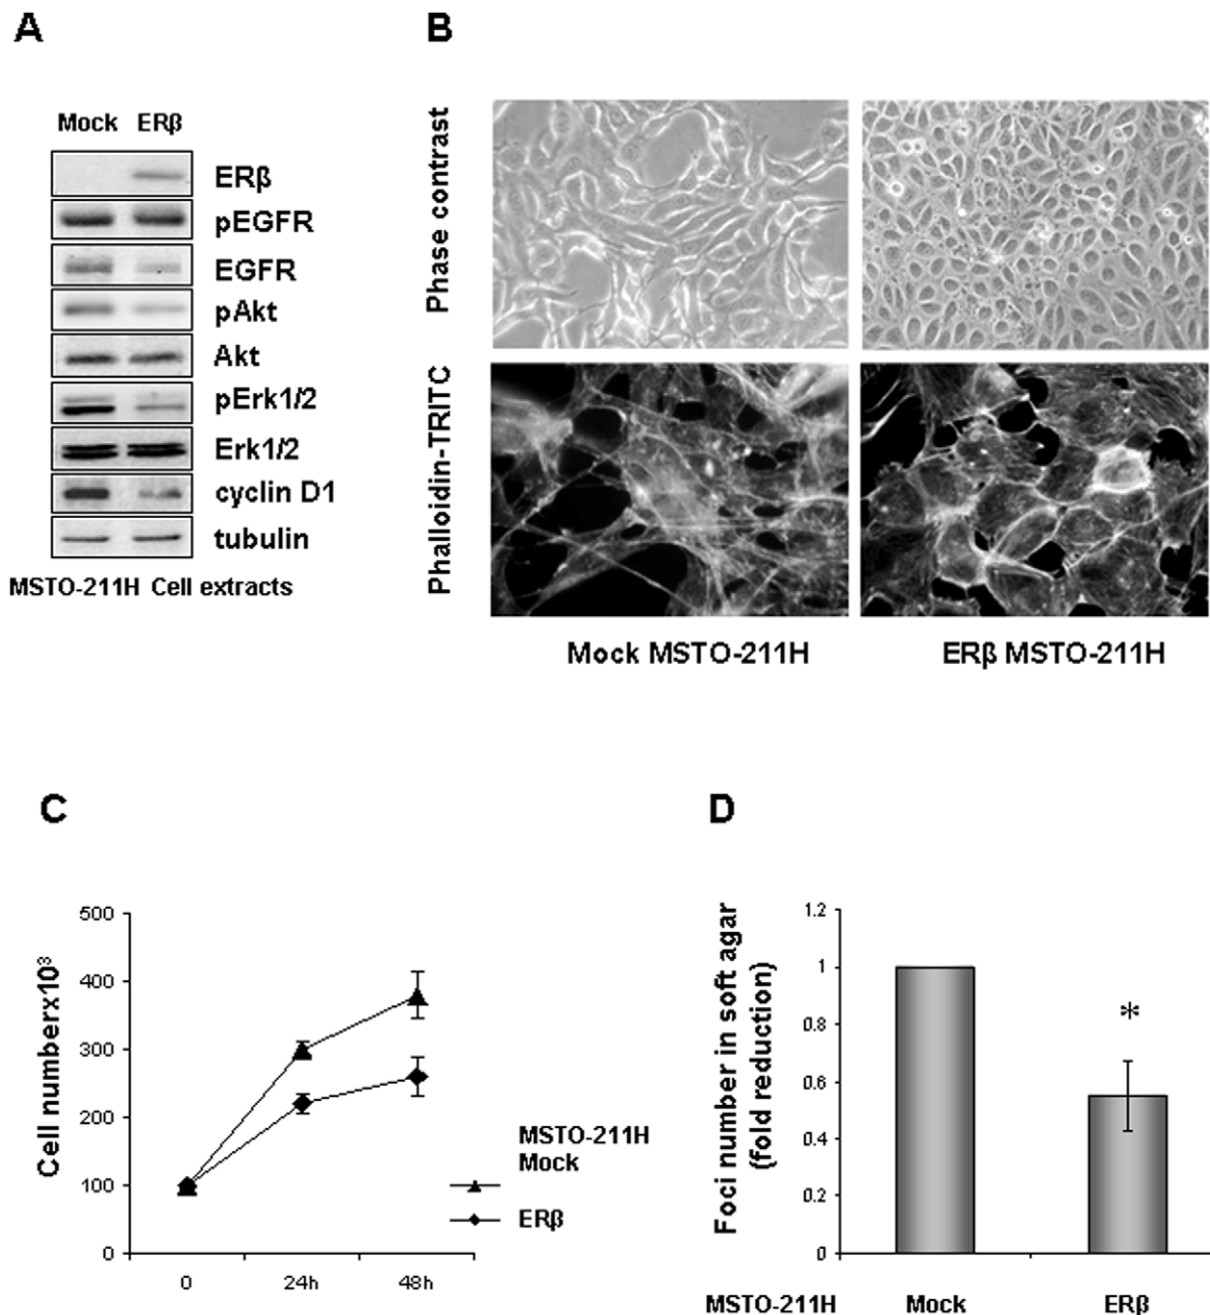 A
B
Mock ERβ
ERβ
pEGFR
EGFR
pAkt
Akt
pErk1/2
Erk1/2
cyclin D1
tubulin
MSTO-211H Cell extracts
Phase contrast
Phalloidin-TRITC
Mock MSTO-211H
ERβ MSTO-211H
C
Cell numberx10³
500
400
300
200
100
0
0 24h 48h
MSTO-211H
Mock
ERβ
D
Foci number in soft agar
(fold reduction)
1.2
1
0.8
0.6
0.4
0.2
0
*
MSTO-211H Mock ERβ